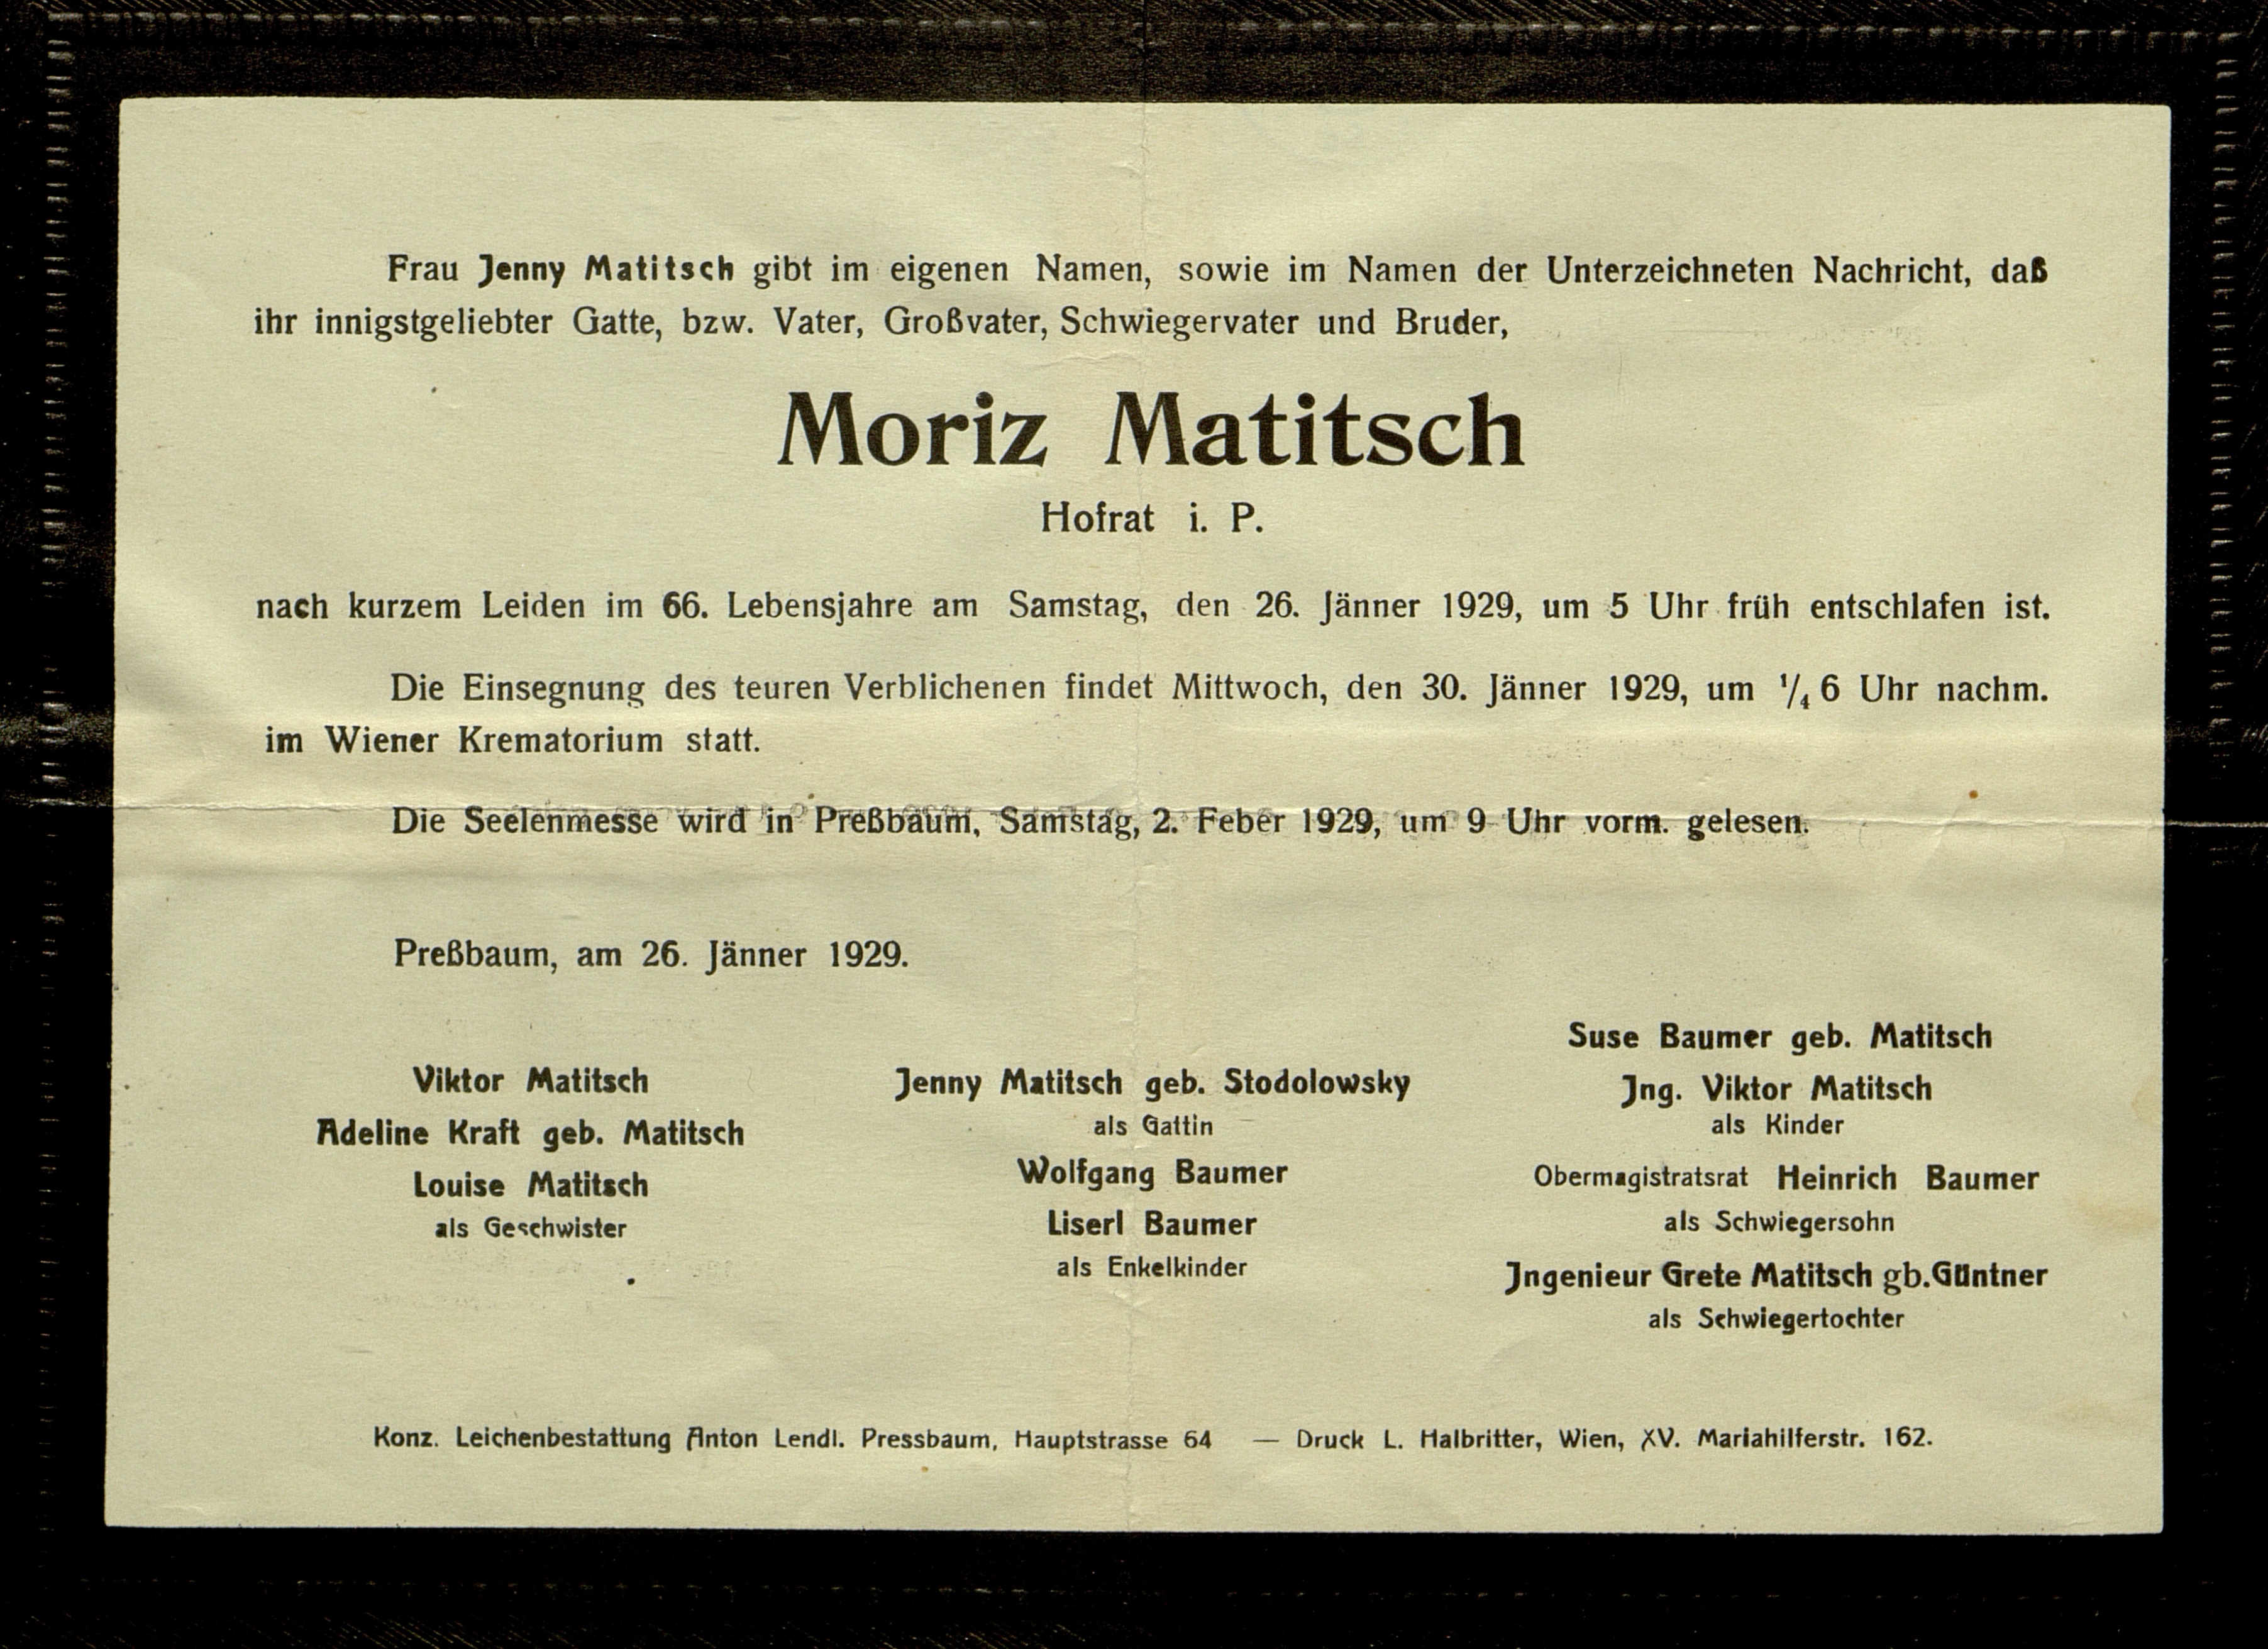 Frau Jenny Matitsch gibt im eigenen Namen, sowie im Namen der Unterzeichneten Nachricht, daß
ihr innigstgeliebter Gatte, bzw. Vater, Großvater, Schwiegervater und Bruder,
Moriz Matitsch
Hofrat i. P.
nach kurzem Leiden im 66. Lebensjahre am Samstag, den 26. Jänner 1929, um 5 Uhr früh entschlafen ist.
Die Einsegnung des teuren Verblichenen findet Mittwoch, den 30. Jänner 1929, um 1/4 6 Uhr nachm.
im Wiener Krematorium statt.
Die Seelenmesse wird in Preßbaum, Samstag, 2. Feber 1929, um 9 Uhr vorm. gelesen.
Preßbaum, am 26. Jänner 1929.
Viktor Matitsch
Adeline Kraft geb. Matitsch
Louise Matitsch
als Geschwister
Jenny Matitsch geb. Stodolowsky
als Gattin
Wolfgang Baumer
Liserl Baumer
als Enkelkinder
Suse Baumer geb. Matitsch
Jng. Viktor Matitsch
als Kinder
Obermagistratsrat Heinrich Baumer
als Schwiegersohn
Jngenieur Grete Matitsch gb.Güntner
als Schwiegertochter
Konz. Leichenbestattung Anton Lendl. Pressbaum, Hauptstrasse 64 — Druck L. Halbritter, Wien, XV. Mariahilferstr. 162.